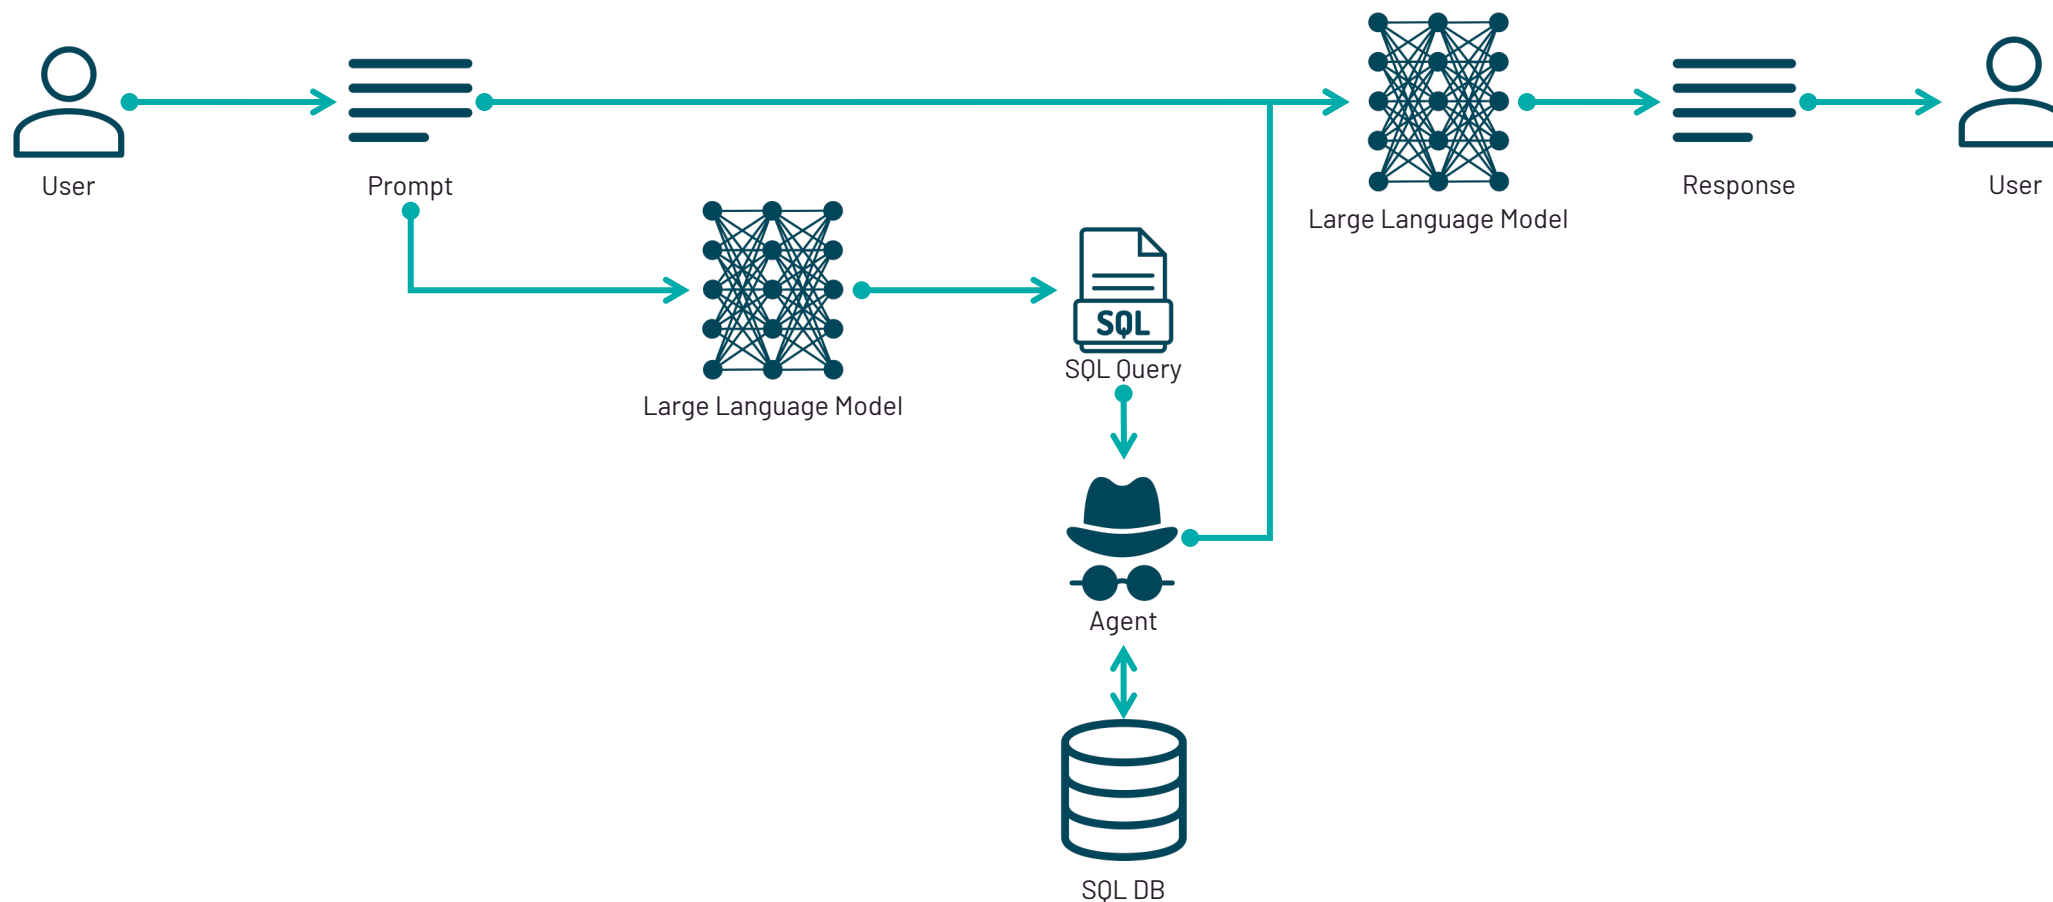 User
Prompt
Large Language Model
SQL
SQL Query
Agent
SQL DB
Large Language Model
Response
User